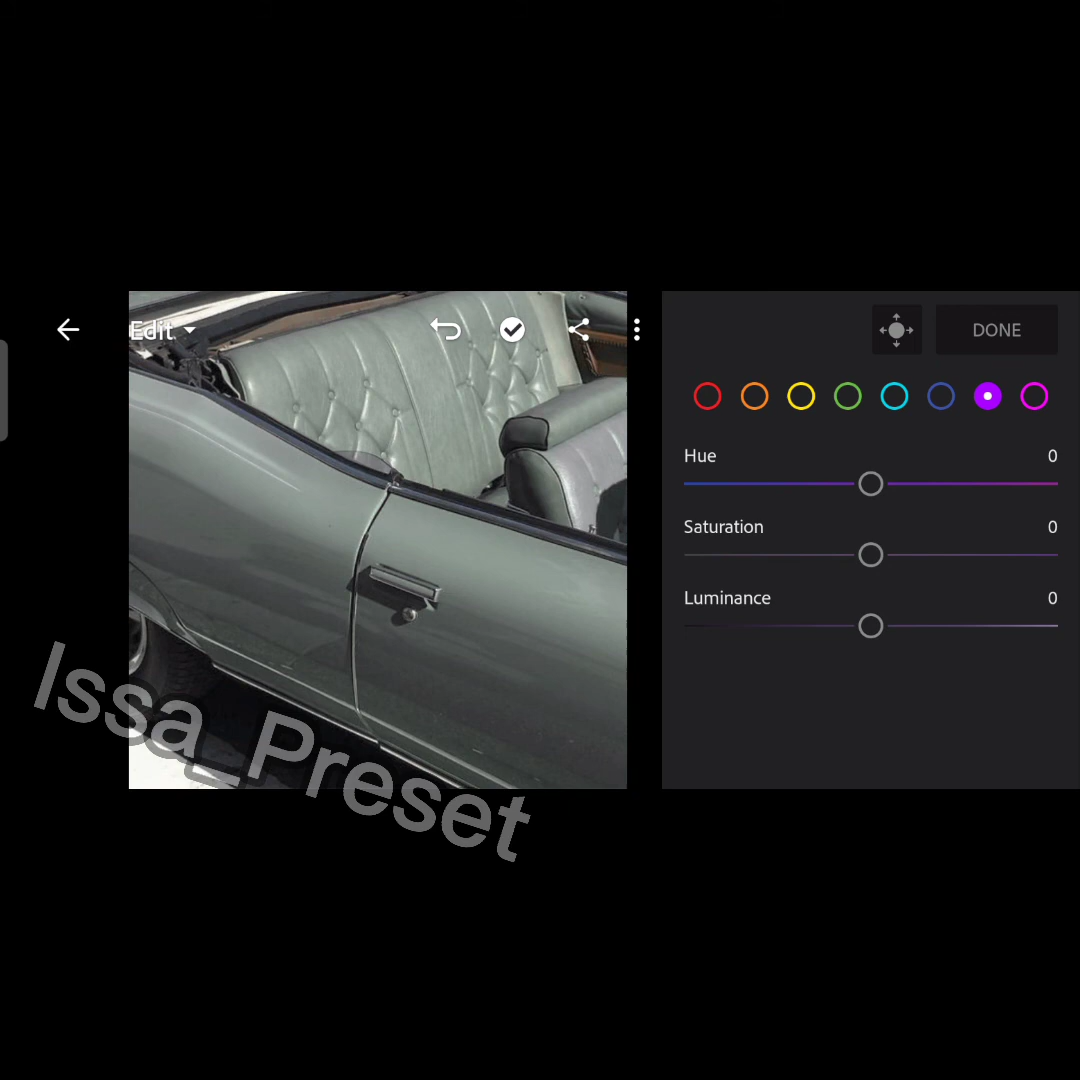 Edit
DONE
Hue 0
Saturation 0
Luminance 0
Issa_Preset